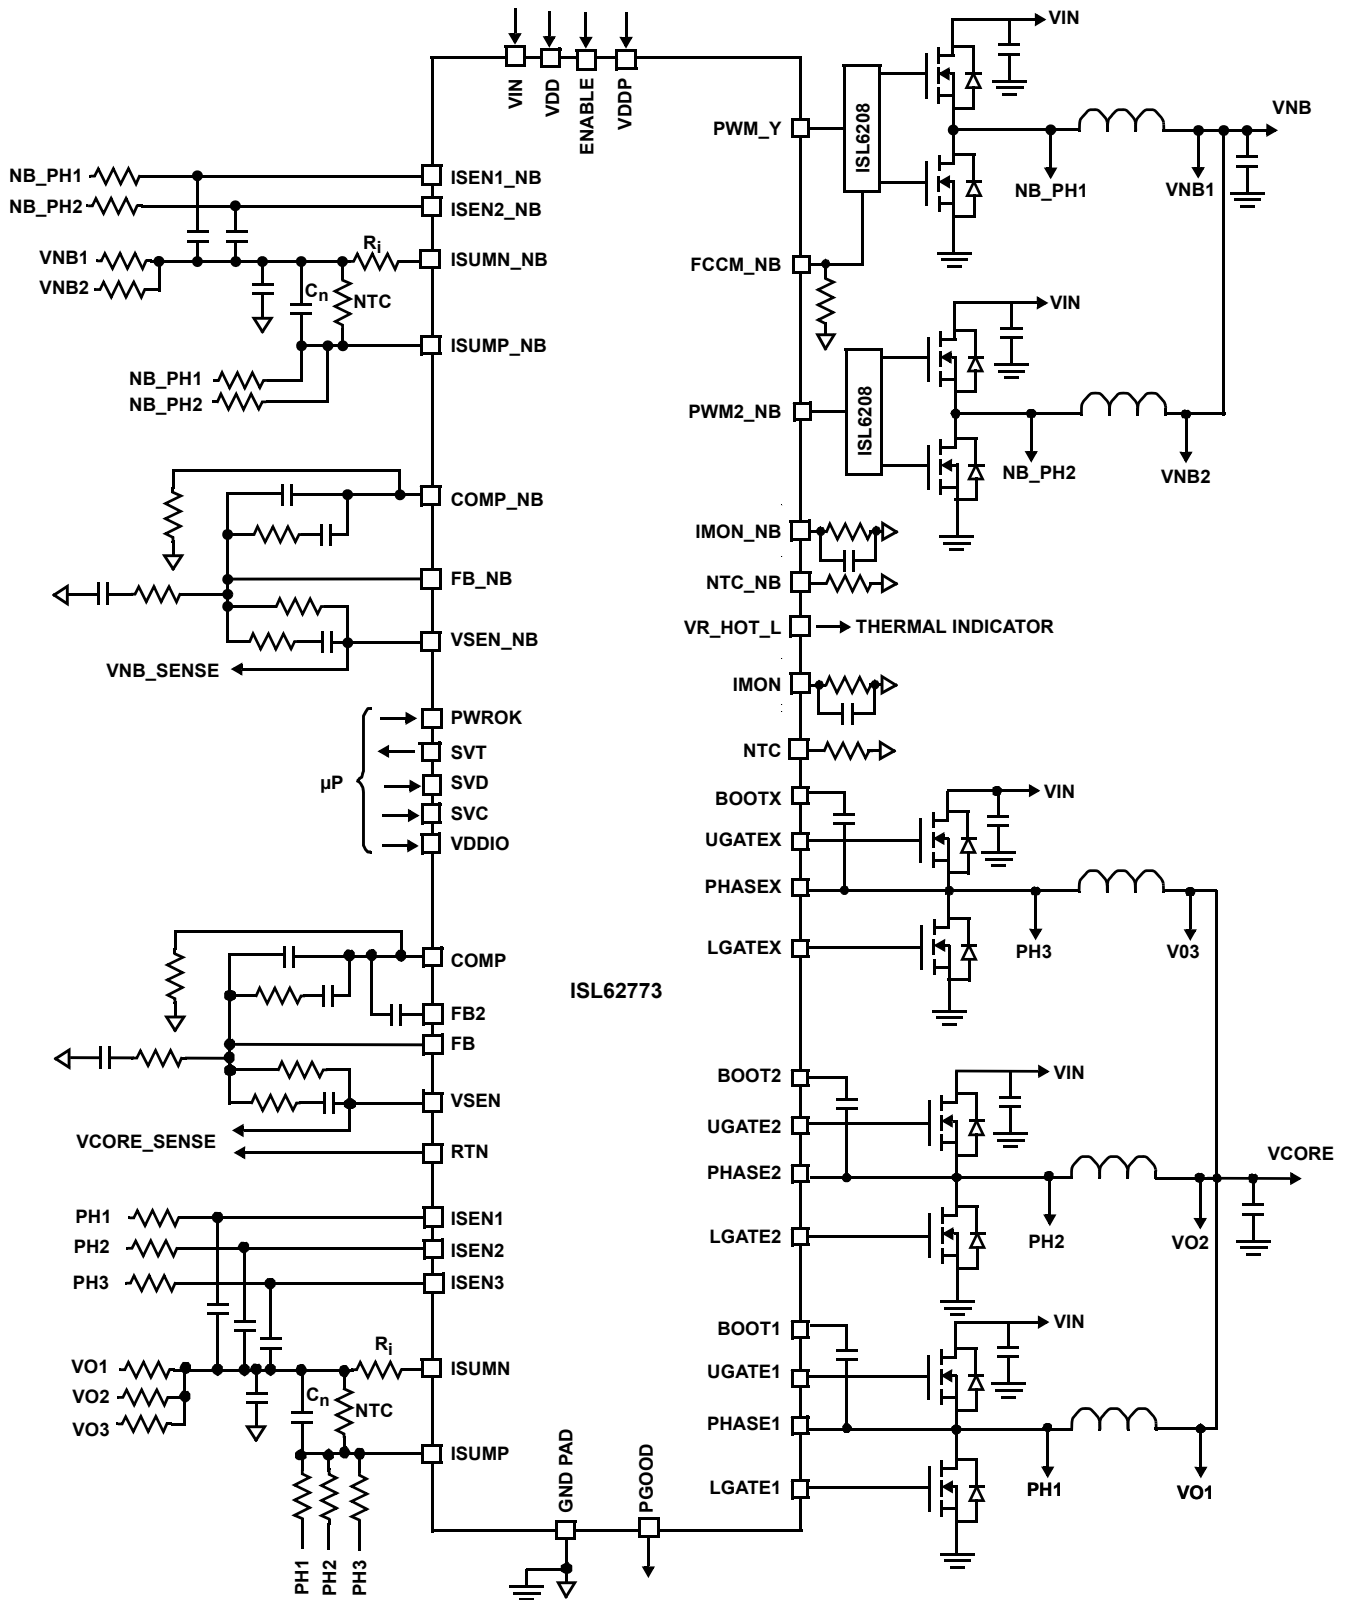 VIN
VDD
ENABLE
VDDP
NB_PH1
NB_PH2
VNB1
VNB2
Ri
Cn
NTC
NB_PH1
NB_PH2
ISEN1_NB
ISEN2_NB
ISUMN_NB
ISUMP_NB
COMP_NB
FB_NB
VSEN_NB
VNB_SENSE
µP
PWROK
SVT
SVD
SVC
VDDIO
COMP
FB2
FB
VSEN
VCORE_SENSE
RTN
PH1
PH2
PH3
ISEN1
ISEN2
ISEN3
VO1
VO2
VO3
Ri
Cn
NTC
ISUMN
ISUMP
PH1
PH2
PH3
GND PAD
PGOOD
ISL62773
PWM_Y
FCCM_NB
PWM2_NB
IMON_NB
NTC_NB
VR_HOT_L
THERMAL INDICATOR
IMON
NTC
BOOTX
UGATEX
PHASEX
LGATEX
BOOT2
UGATE2
PHASE2
LGATE2
BOOT1
UGATE1
PHASE1
LGATE1
ISL6208
VIN
NB_PH1
VNB1
VNB
ISL6208
VIN
NB_PH2
VNB2
VIN
PH3
V03
VIN
PH2
VO2
VCORE
VIN
PH1
VO1